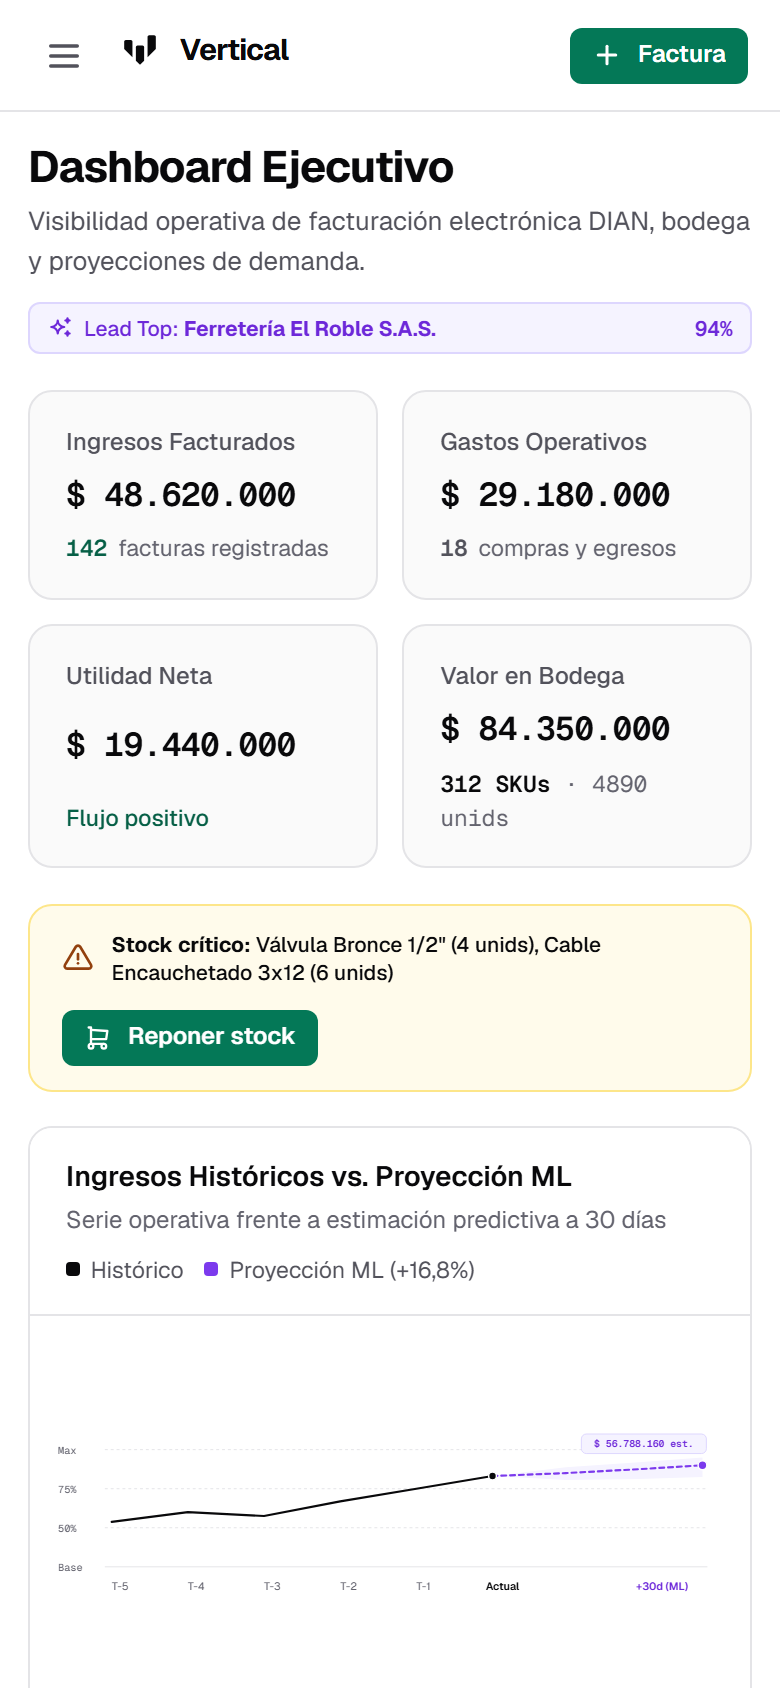 Vertical
Factura
Dashboard Ejecutivo
Visibilidad operativa de facturación electrónica DIAN, bodega
y proyecciones de demanda.
Lead Top: Ferretería El Roble S.A.S. 94%
Ingresos Facturados
$ 48.620.000
142 facturas registradas
Gastos Operativos
$ 29.180.000
18 compras y egresos
Utilidad Neta
$ 19.440.000
Flujo positivo
Valor en Bodega
$ 84.350.000
312 SKUs · 4890
unids
Stock crítico: Válvula Bronce 1/2" (4 unids), Cable
Encauchetado 3x12 (6 unids)
Reponer stock
Ingresos Históricos vs. Proyección ML
Serie operativa frente a estimación predictiva a 30 días
Histórico Proyección ML (+16,8%)
$ 56.788.160 est.
Max
75%
50%
Base
T-5 T-4 T-3 T-2 T-1 Actual +30d (ML)